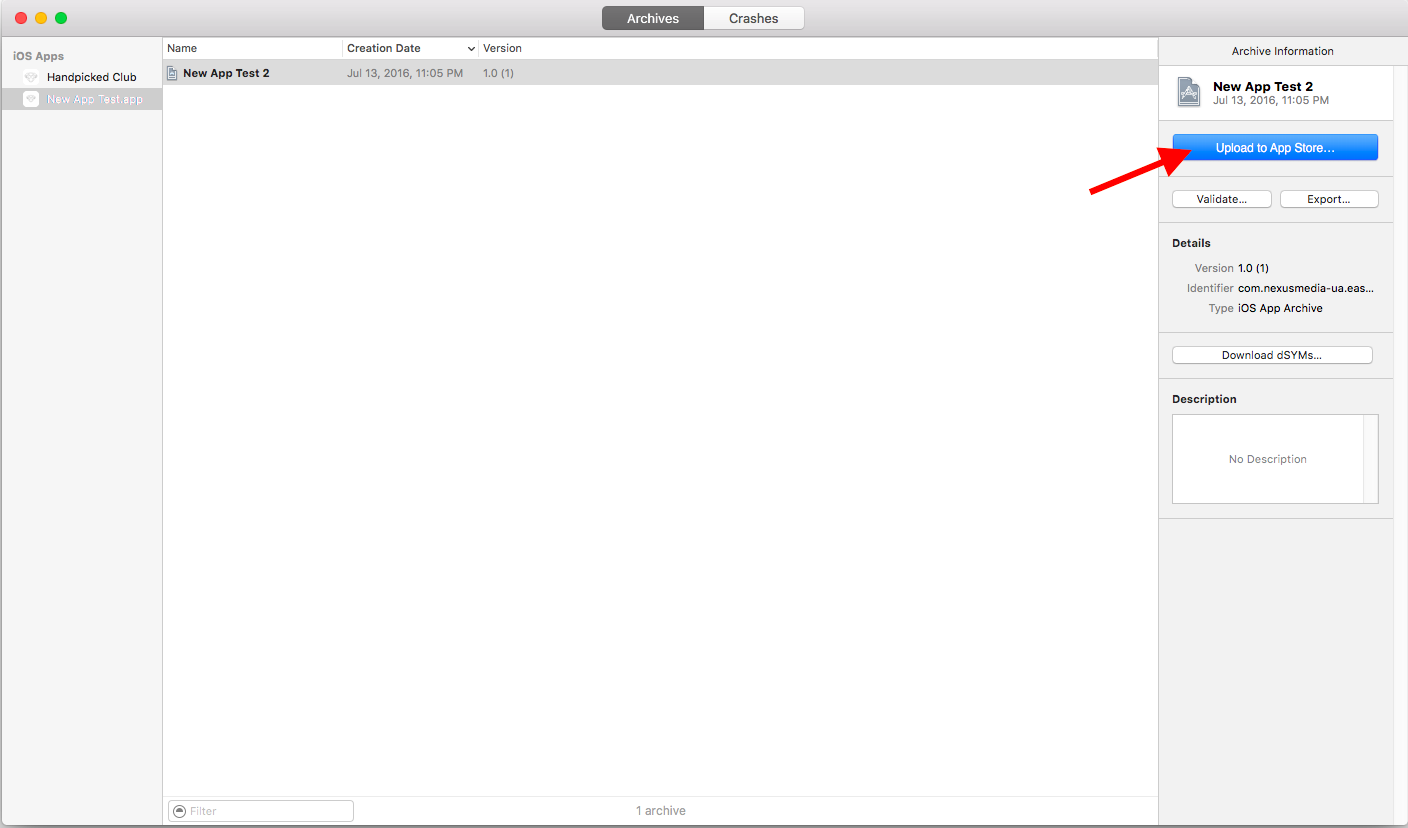 Archives Crashes
iOS Apps
Handpicked Club
New App Test.app
Name Creation Date Version
New App Test 2 Jul 13, 2016, 11:05 PM 1.0 (1)
Filter
1 archive
Archive Information
New App Test 2
Jul 13, 2016, 11:05 PM
Upload to App Store...
Validate... Export...
Details
Version 1.0 (1)
Identifier com.nexusmedia-ua.eas...
Type iOS App Archive
Download dSYMs...
Description
No Description